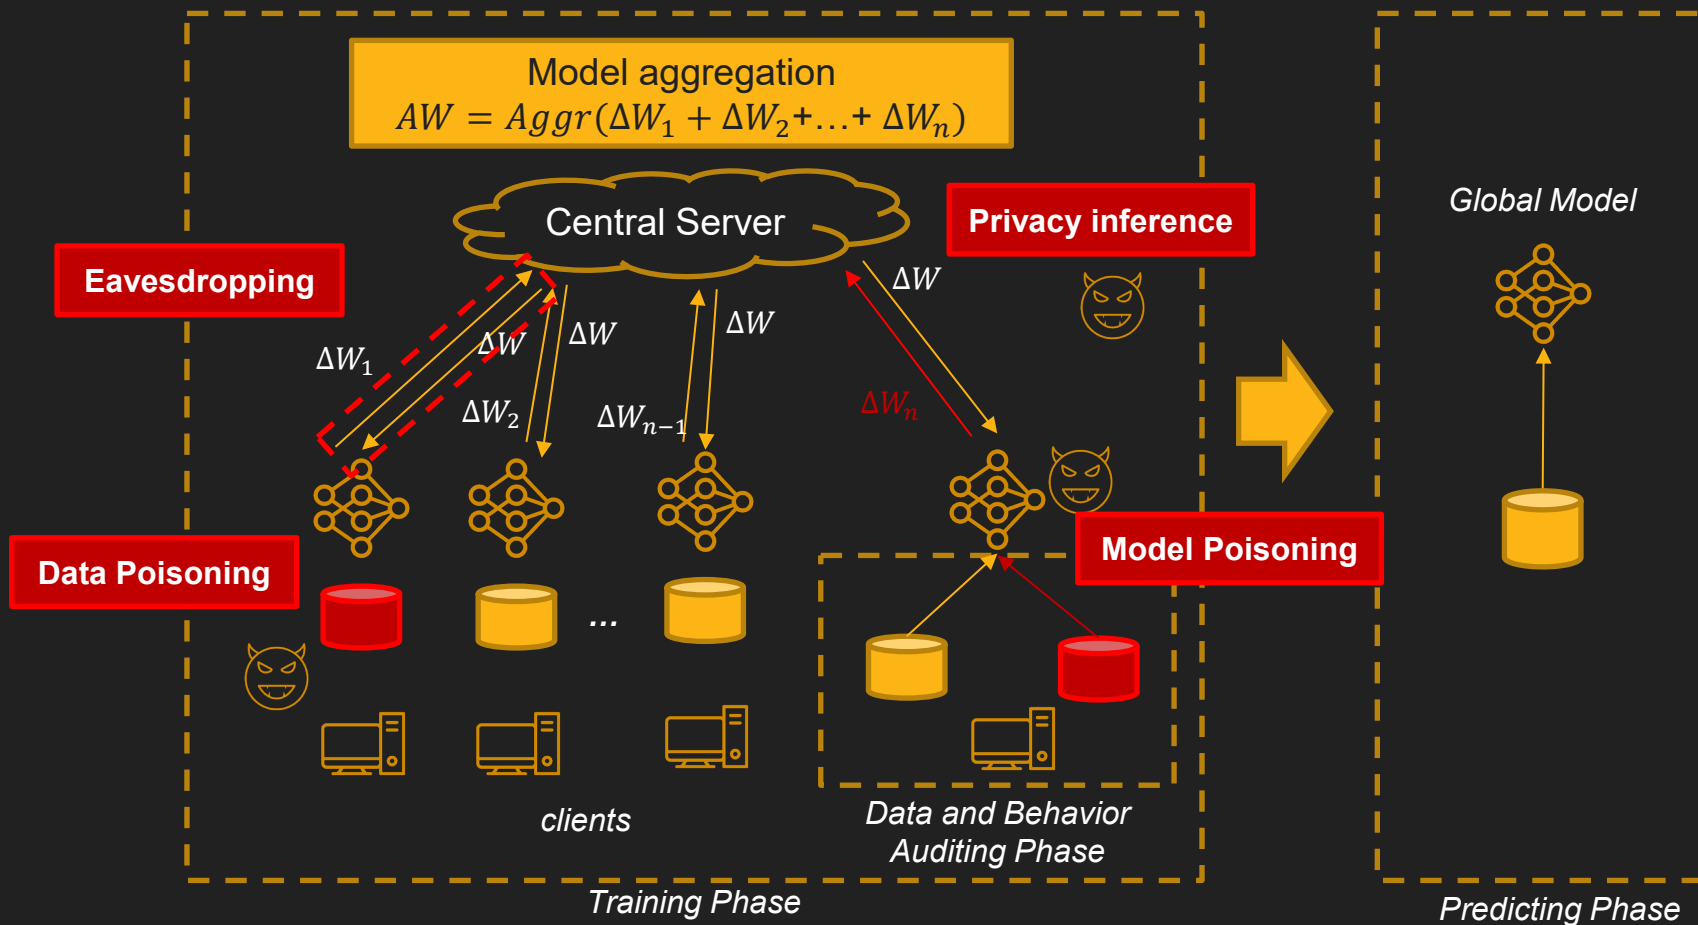 Model aggregation
AW = Aggr(ΔW₁ + ΔW₂+...+ ΔWₙ)
Central Server
Privacy inference
Global Model
Eavesdropping
ΔW
ΔW₁
ΔW
ΔW
ΔW
ΔW₂
ΔWₙ₋₁
ΔWₙ
Data Poisoning
Model Poisoning
...
clients
Data and Behavior
Auditing Phase
Training Phase
Predicting Phase